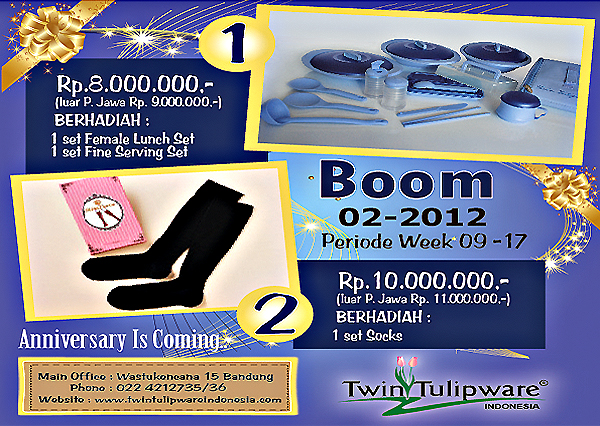 1
Rp.8.000.000,-
(luar P. Jawa Rp. 9.000.000,-)
BERHADIAH :
1 set Female Lunch Set
1 set Fine Serving Set
Boom
02-2012
Periode Week 09 -17
2
Rp.10.000.000,-
(luar P. Jawa Rp. 11.000.000,-)
BERHADIAH :
1 set Socks
Anniversary Is Coming
Main Office : Wastukencana 15 Bandung
Phone : 022 4212735/36
Website : www.twintulipwareindonesia.com
Twin Tulipware©
INDONESIA